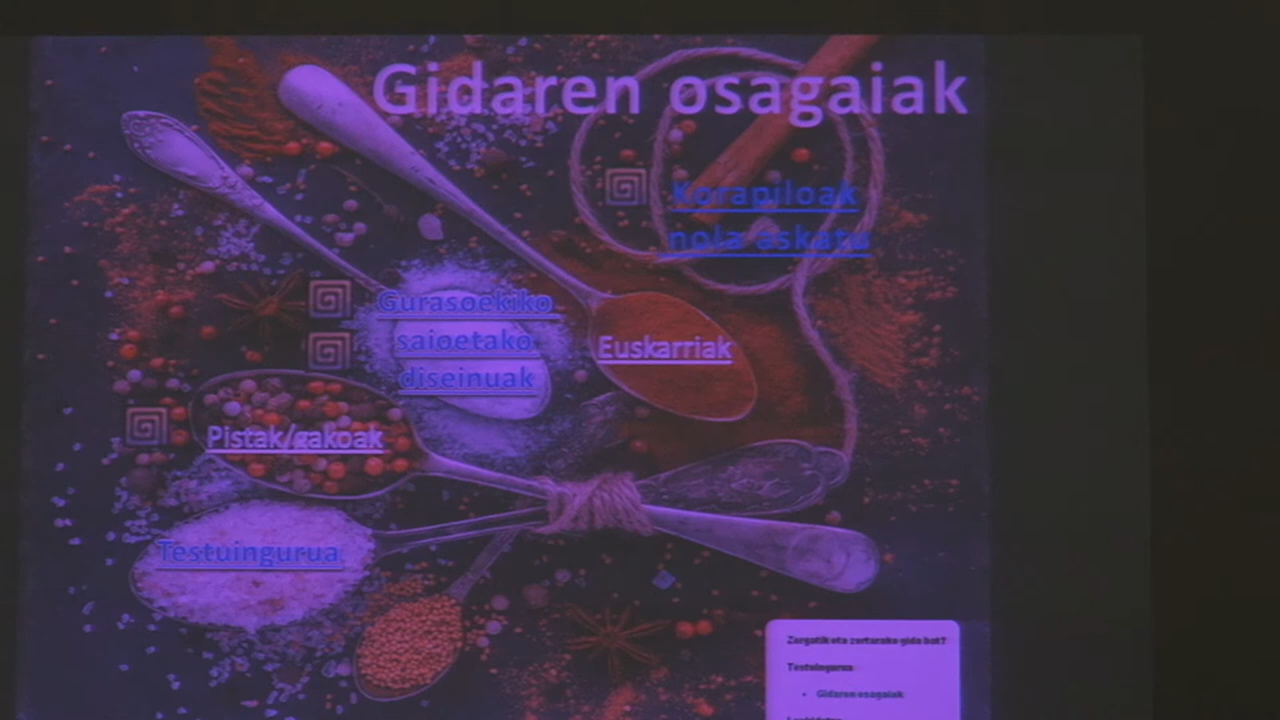 Gidaren osagaiak
Korapiloak
nola askatu
Gurasoekiko
saioetako
diseinuak
Euskarriak
Pistak/gakoak
Testuingurua
Zergatik eta zertarako gida bat?
Testuingurua
• Gidaren osagaiak